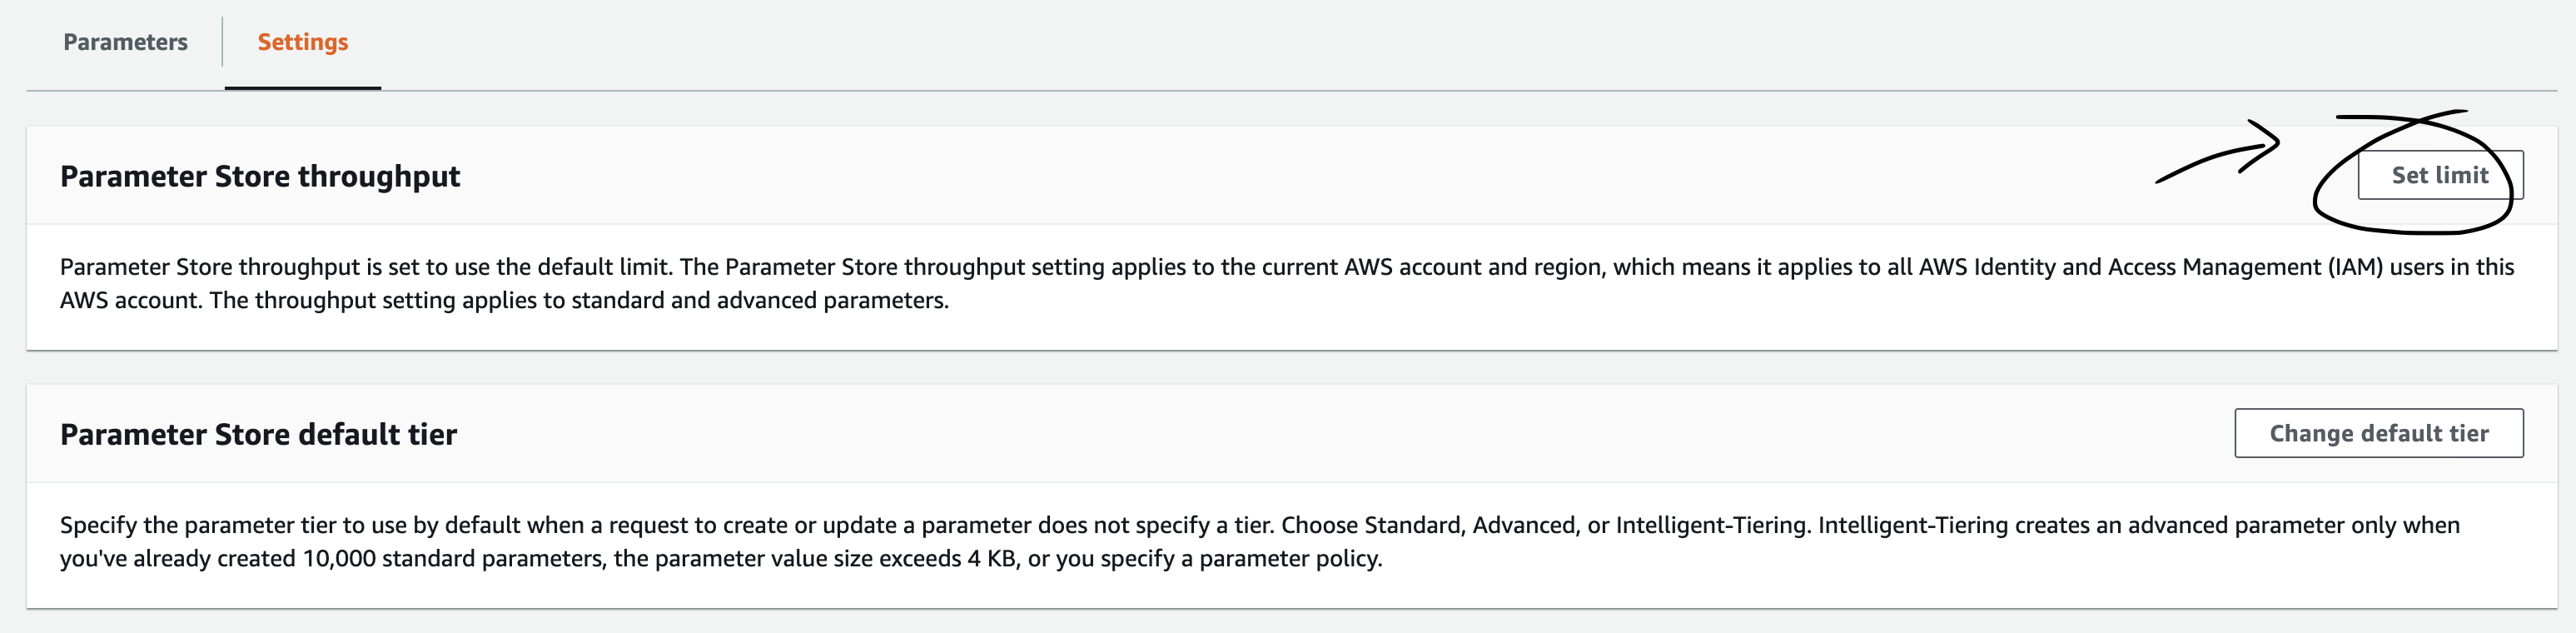 Parameters
Settings
Parameter Store throughput
Set limit
Parameter Store throughput is set to use the default limit. The Parameter Store throughput setting applies to the current AWS account and region, which means it applies to all AWS Identity and Access Management (IAM) users in this
AWS account. The throughput setting applies to standard and advanced parameters.
Parameter Store default tier
Change default tier
Specify the parameter tier to use by default when a request to create or update a parameter does not specify a tier. Choose Standard, Advanced, or Intelligent-Tiering. Intelligent-Tiering creates an advanced parameter only when
you've already created 10,000 standard parameters, the parameter value size exceeds 4 KB, or you specify a parameter policy.